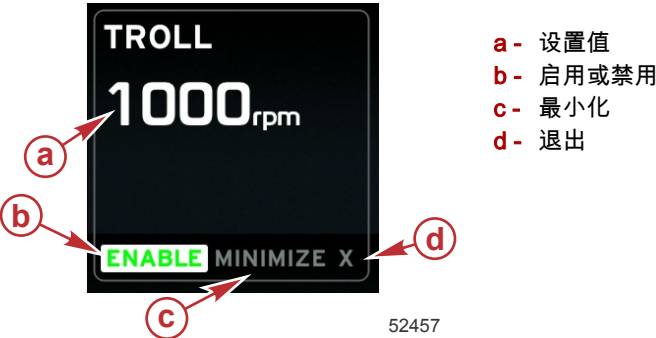 TROLL
1000rpm
ENABLE MINIMIZE X
a
b
c
d
a - 设置值
b - 启用或禁用
c - 最小化
d - 退出
52457